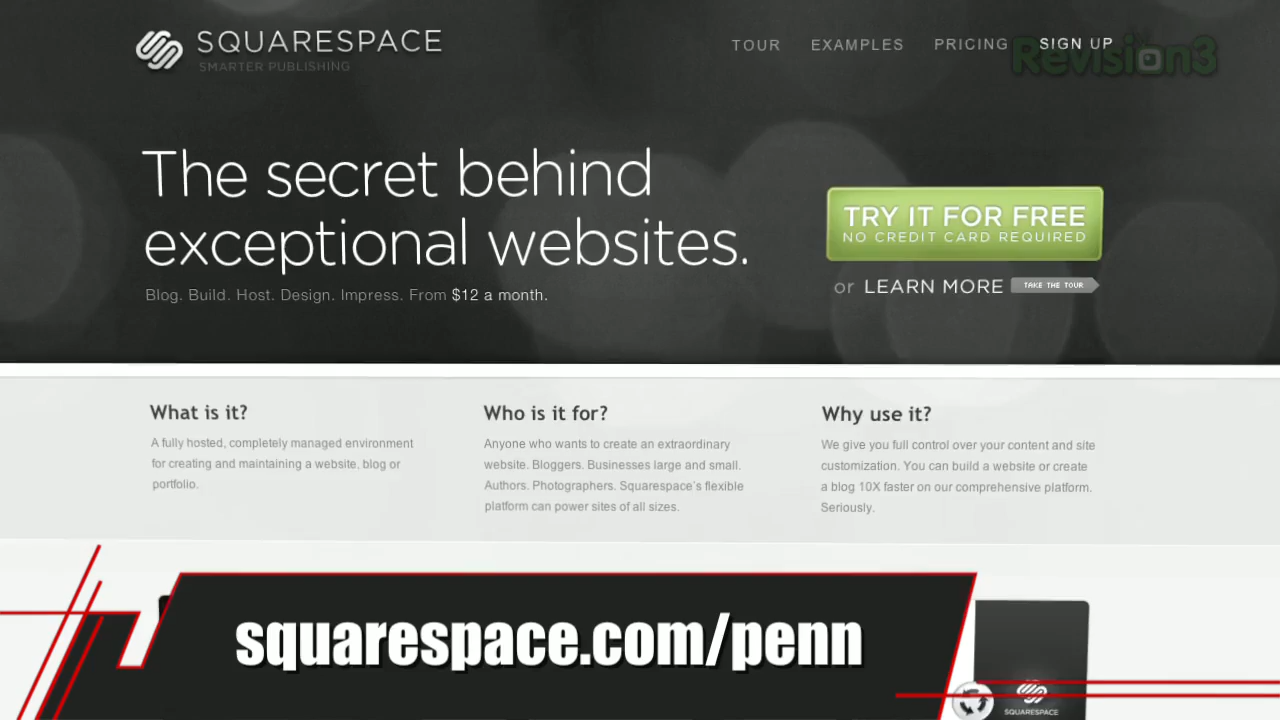 SQUARESPACE
SMARTER PUBLISHING
TOUR EXAMPLES PRICING SIGN UP
Revision3
The secret behind
exceptional websites.
Blog. Build. Host. Design. Impress. From $12 a month.
TRY IT FOR FREE
NO CREDIT CARD REQUIRED
or LEARN MORE TAKE THE TOUR
What is it?
A fully hosted, completely managed environment
for creating and maintaining a website, blog or
portfolio.
Who is it for?
Anyone who wants to create an extraordinary
website. Bloggers. Businesses large and small.
Authors. Photographers. Squarespace's flexible
platform can power sites of all sizes.
Why use it?
We give you full control over your content and site
customization. You can build a website or create
a blog 10X faster on our comprehensive platform.
Seriously.
squarespace.com/penn
SQUARESPACE